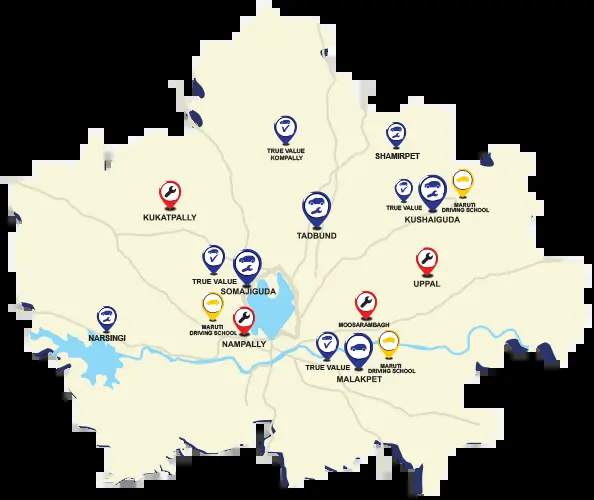 TRUE VALUE
KOMPALLY
SHAMIRPET
KUKATPALLY
TRUE VALUE
MARUTI
DRIVING SCHOOL
KUSHAIGUDA
TADBUND
TRUE VALUE
SOMAJIGUDA
UPPAL
MARUTI
DRIVING SCHOOL
MOOSARAMBAGH
NARSINGI
NAMPALLY
TRUE VALUE
MARUTI
DRIVING SCHOOL
MALAKPET